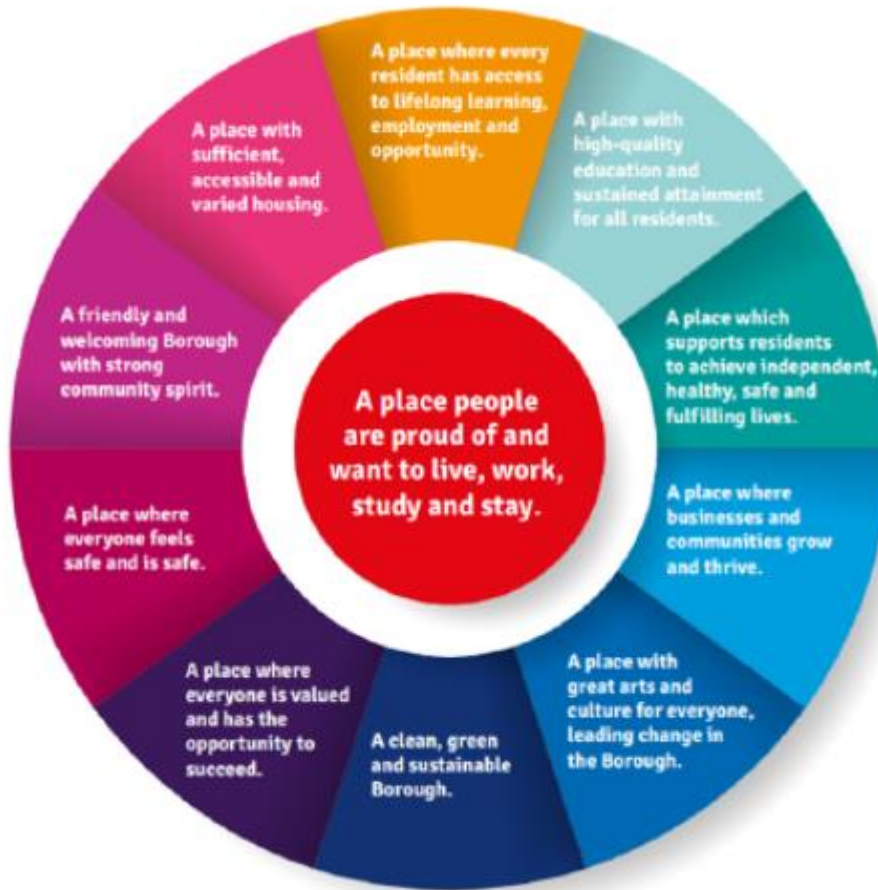 A place where every
resident has access
to lifelong learning,
employment and
opportunity.
A place with
high-quality
education and
sustained attainment
for all residents.
A place which
supports residents
to achieve independent,
healthy, safe and
fulfilling lives.
A place where
businesses and
communities grow
and thrive.
A place with
great arts and
culture for everyone,
leading change in
the Borough.
A clean, green
and sustainable
Borough.
A place where
everyone is valued
and has the
opportunity to
succeed.
A place where
everyone feels
safe and is safe.
A friendly and
welcoming Borough
with strong
community spirit.
A place with
sufficient,
accessible and
varied housing.
A place people
are proud of and
want to live, work,
study and stay.